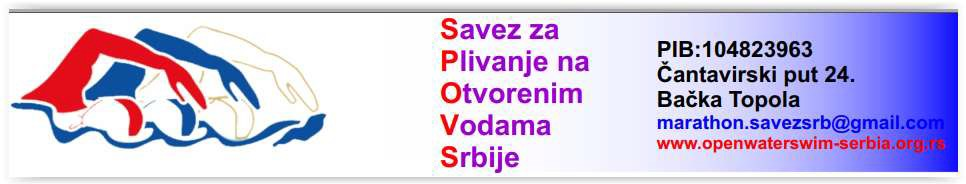 Savez za
Plivanje na
Otvorenim
Vodama
Srbije
PIB:104823963
Čantavirski put 24.
Bačka Topola
marathon.savezsrb@gmail.com
www.openwaterswim-serbia.org.rs